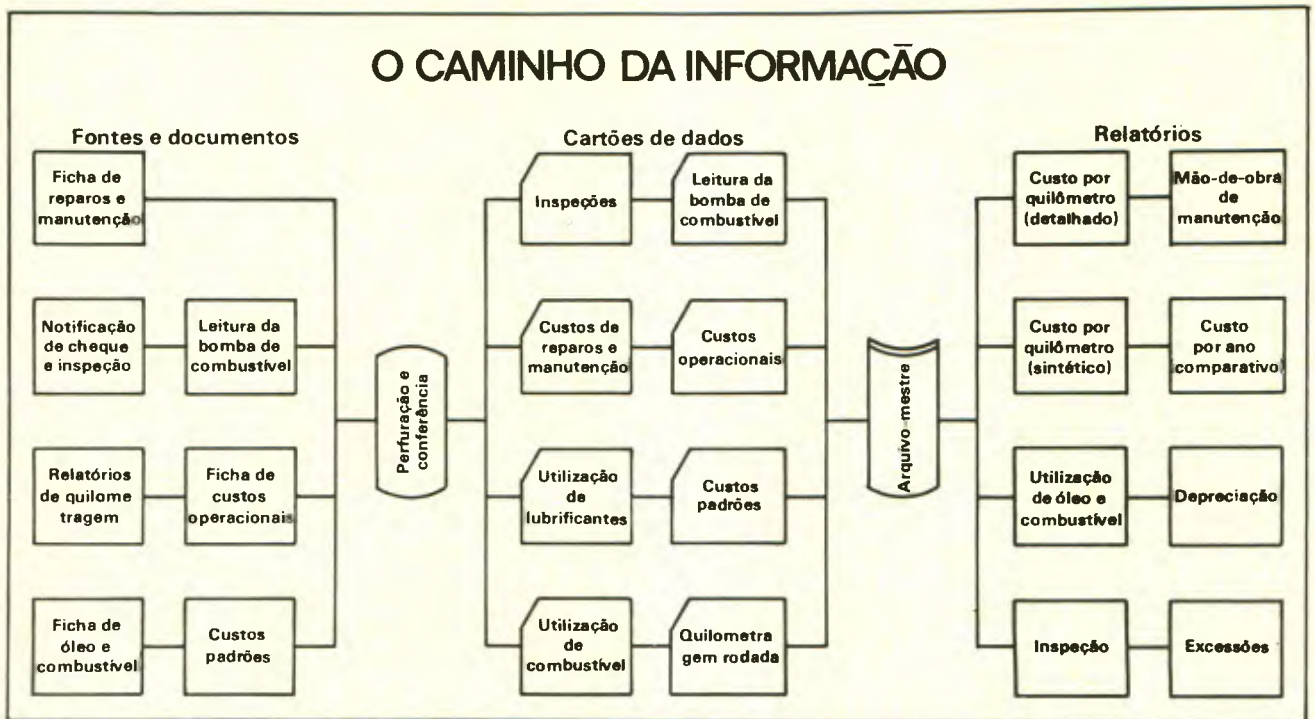 O CAMINHO DA INFORMAÇÃO
Fontes e documentos
Ficha de
reparos e
manutenção
Notificação
de cheque
e inspeção
Leitura da
bomba de
combustível
Relatórios
de quilome
tragem
Ficha de
custos
operacionais
Ficha de
óleo e
combustível
Custos
padrões
Perfuração e
conferência
Cartões de dados
Inspeções
Leitura da
bomba de
combustível
Custos de
reparos e
manutenção
Custos
operacionais
Utilização
de
lubrificantes
Custos
padrões
Utilização
de
combustível
Quilometra
gem rodada
Arquivo-mestre
Relatórios
Custo por
quilômetro
(detalhado)
Mão-de-obra
de
manutenção
Custo por
quilômetro
(sintético)
Custo
por ano
(comparativo)
Utilização
de óleo e
combustível
Depreciação
Inspeção
Excessões